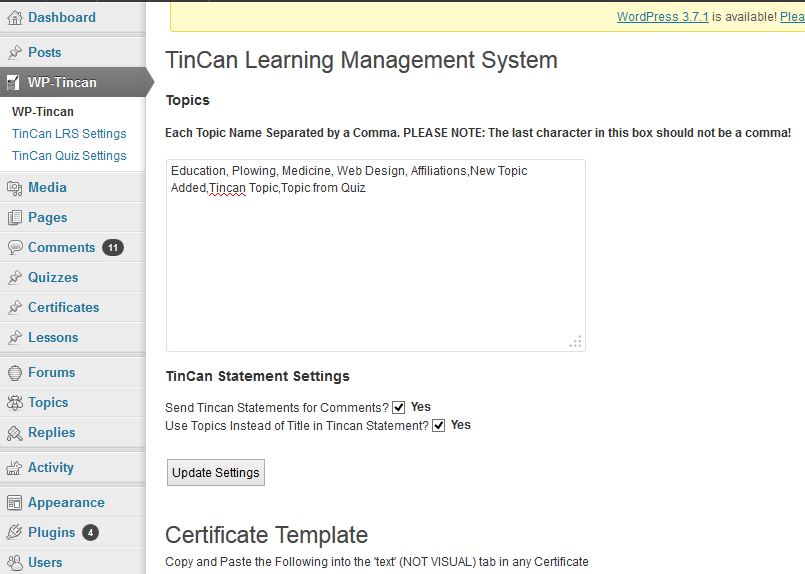 Dashboard
Posts
WP-Tincan
WP-Tincan
TinCan LRS Settings
TinCan Quiz Settings
Media
Pages
Comments 11
Quizzes
Certificates
Lessons
Forums
Topics
Replies
Activity
Appearance
Plugins 4
Users
WordPress 3.7.1 is available! Plea
TinCan Learning Management System
Topics
Each Topic Name Separated by a Comma. PLEASE NOTE: The last character in this box should not be a comma!
Education, Plowing, Medicine, Web Design, Affiliations,New Topic
Added,Tincan Topic,Topic from Quiz
TinCan Statement Settings
Send Tincan Statements for Comments? Yes
Use Topics Instead of Title in Tincan Statement? Yes
Update Settings
Certificate Template
Copy and Paste the Following into the 'text' (NOT VISUAL) tab in any Certificate